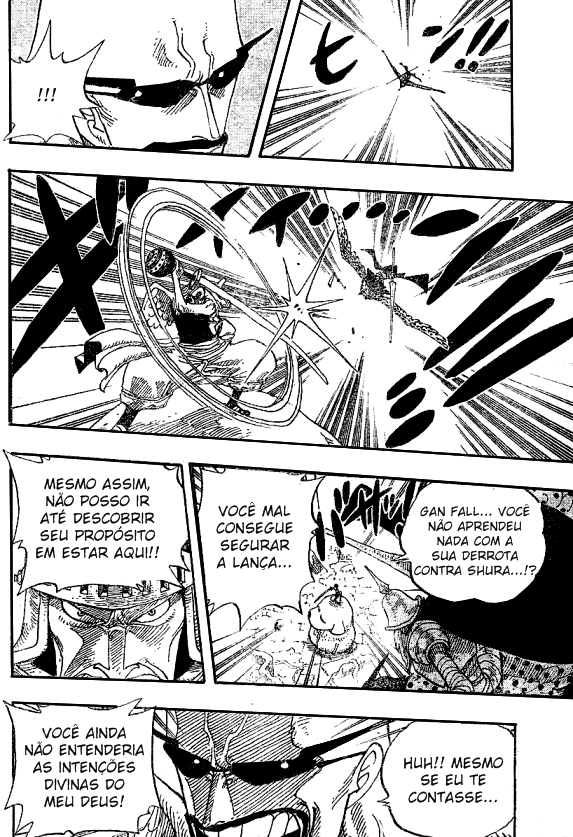 !!!
GAN FALL... VOCÊ
NÃO APRENDEU
NADA COM A
SUA DERROTA
CONTRA SHURA...!?
VOCÊ MAL
CONSEGUE
SEGURAR
A LANÇA...
MESMO ASSIM,
NÃO POSSO IR
ATÉ DESCOBRIR
SEU PROPÓSITO
EM ESTAR AQUI!!
HUH!! MESMO
SE EU TE
CONTASSE...
VOCÊ AINDA
NÃO ENTENDERIA
AS INTENÇÕES
DIVINAS DO
MEU DEUS!